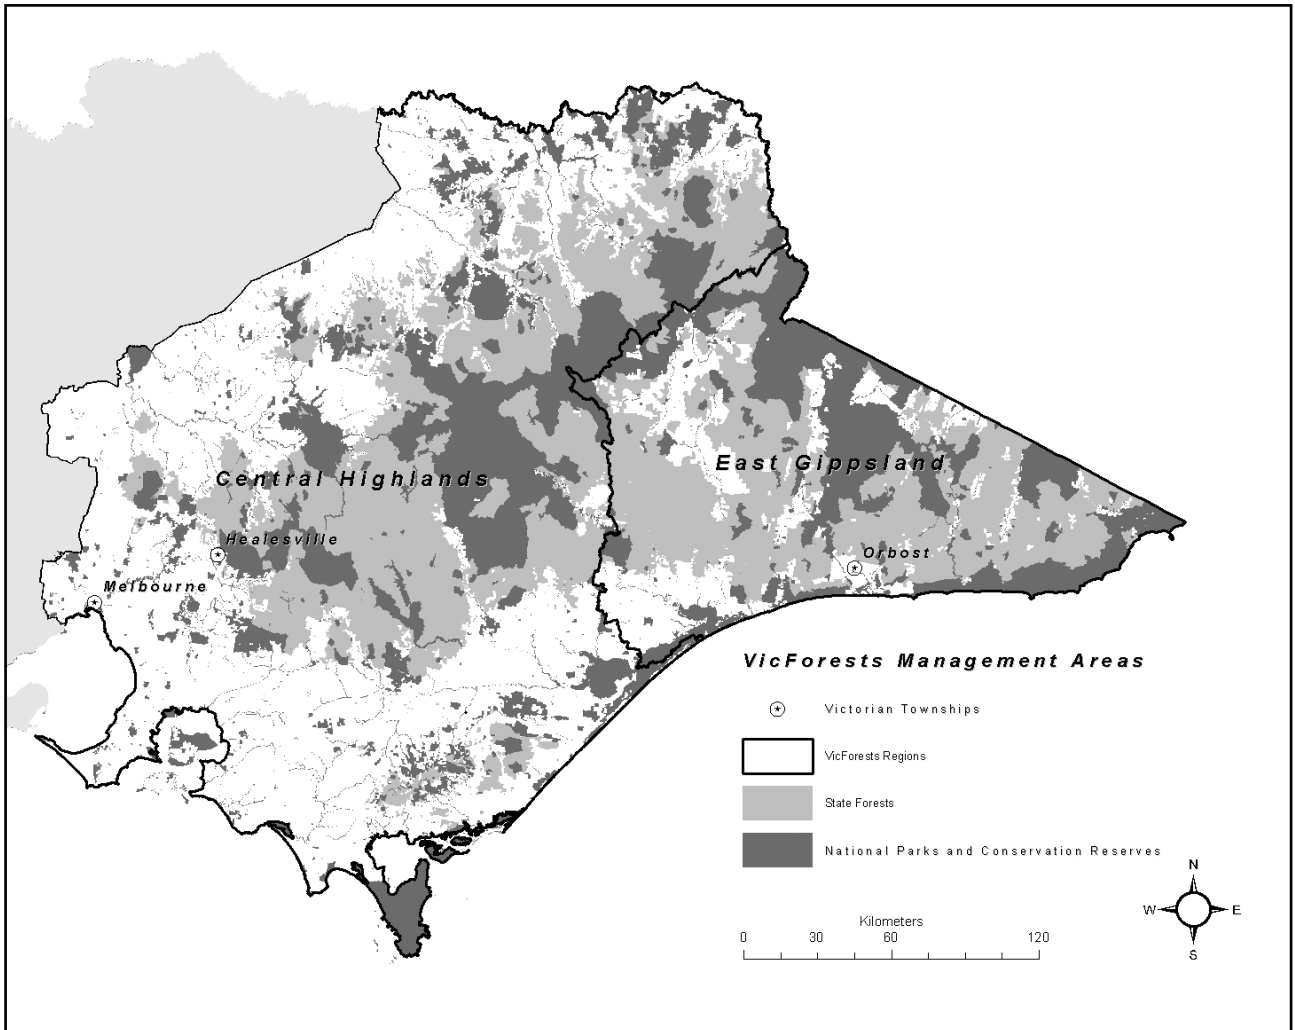 Central Highlands
East Gippsland
Healesville
Orbost
Melbourne
VicForests Management Areas
Victorian Townships
VicForests Regions
State Forests
National Parks and Conservation Reserves
N
W E
S
Kilometers
0 30 60 120